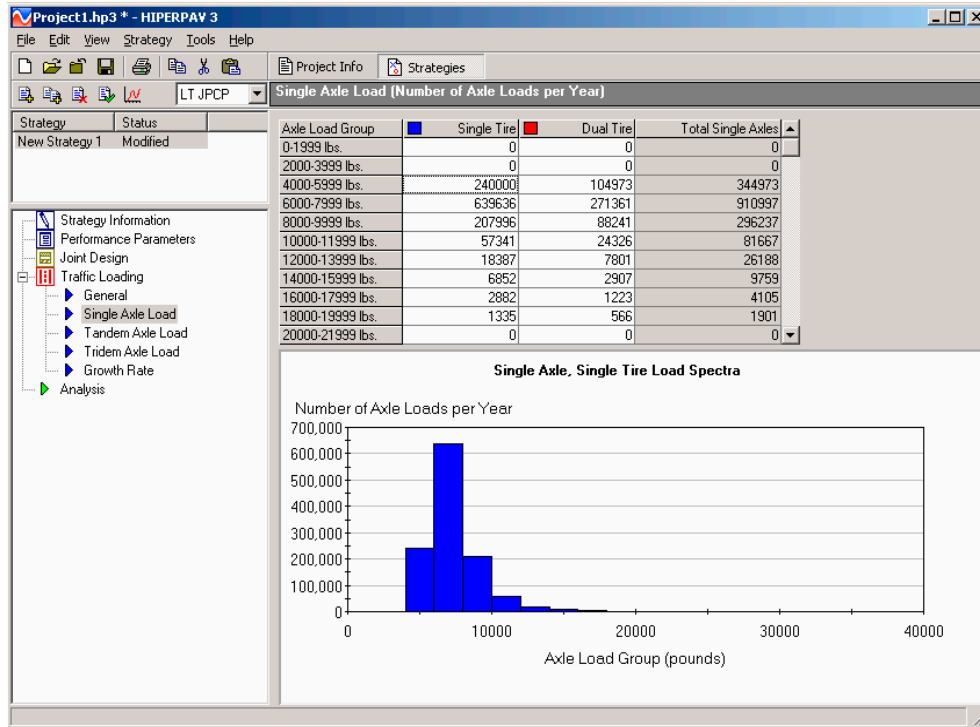 Project1.hp3 * - HIPERPAV 3
File Edit View Strategy Tools Help
Project Info Strategies
LT JPCP
Single Axle Load (Number of Axle Loads per Year)
Strategy Status
New Strategy 1 Modified
Strategy Information
Performance Parameters
Joint Design
Traffic Loading
General
Single Axle Load
Tandem Axle Load
Tridem Axle Load
Growth Rate
Analysis
Axle Load Group Single Tire Dual Tire Total Single Axles
0-1999 lbs. 0 0 0
2000-3999 lbs. 0 0 0
4000-5999 lbs. 240000 104973 344973
6000-7999 lbs. 639636 271361 910997
8000-9999 lbs. 207996 88241 296237
10000-11999 lbs. 57341 24326 81667
12000-13999 lbs. 18387 7801 26188
14000-15999 lbs. 6852 2907 9759
16000-17999 lbs. 2882 1223 4105
18000-19999 lbs. 1335 566 1901
20000-21999 lbs. 0 0 0
Single Axle, Single Tire Load Spectra
Number of Axle Loads per Year
700,000
600,000
500,000
400,000
300,000
200,000
100,000
0
0 10000 20000 30000 40000
Axle Load Group (pounds)